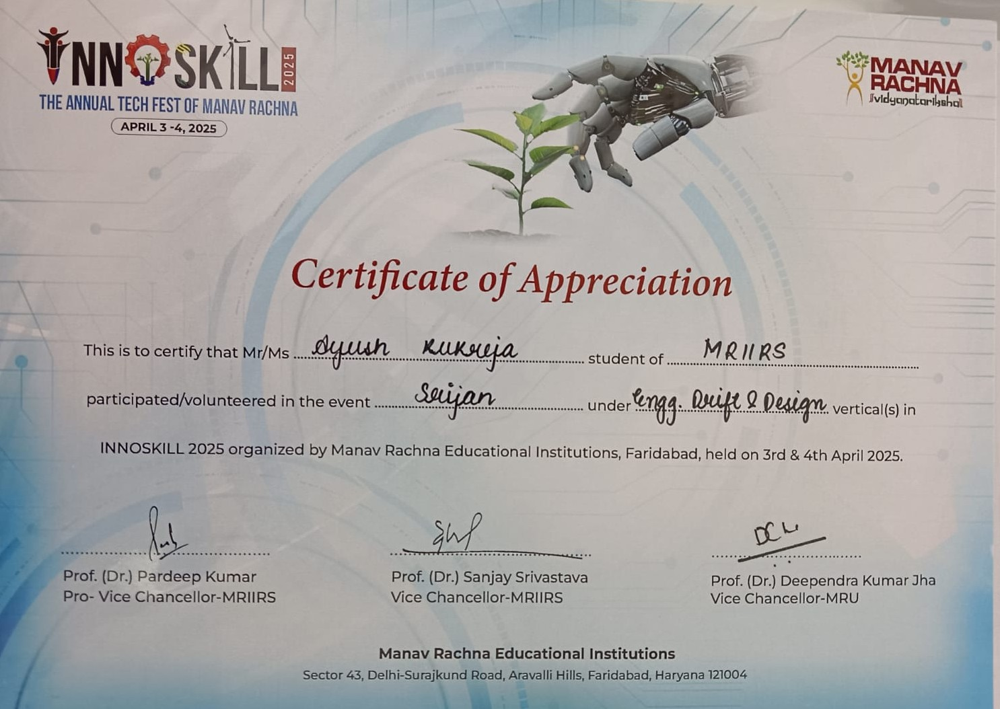 INNOSKILL 2025
THE ANNUAL TECH FEST OF MANAV RACHNA
APRIL 3 -4, 2025
MANAV
RACHNA
vidyanatariksha
Certificate of Appreciation
This is to certify that Mr/Ms Ayush Kukreja student of MRIIRS
participated/volunteered in the event Srijan under Engg. Drift & Design vertical(s) in
INNOSKILL 2025 organized by Manav Rachna Educational Institutions, Faridabad, held on 3rd & 4th April 2025.
Prof. (Dr.) Pardeep Kumar
Pro- Vice Chancellor-MRIIRS
Prof. (Dr.) Sanjay Srivastava
Vice Chancellor-MRIIRS
Prof. (Dr.) Deependra Kumar Jha
Vice Chancellor-MRU
Manav Rachna Educational Institutions
Sector 43, Delhi-Surajkund Road, Aravalli Hills, Faridabad, Haryana 121004